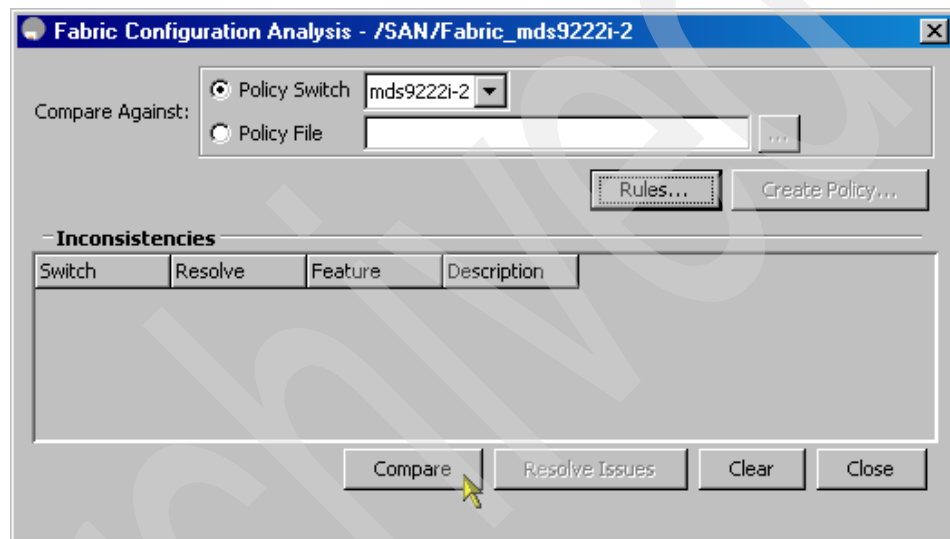 Fabric Configuration Analysis - /SAN/Fabric_mds9222i-2
Compare Against:
Policy Switch mds9222i-2
Policy File ...
Rules... Create Policy...
Inconsistencies
Switch Resolve Feature Description
Compare Resolve Issues Clear Close